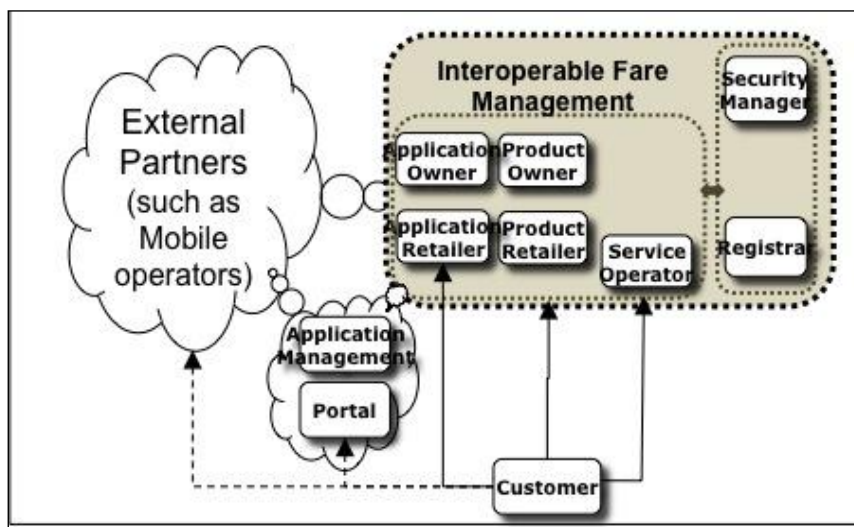 External
Partners
(such as
Mobile
operators)
Interoperable Fare
Management
Security
Manager
Application
Owner
Product
Owner
Application
Retailer
Product
Retailer
Service
Operator
Registrar
Application
Management
Portal
Customer